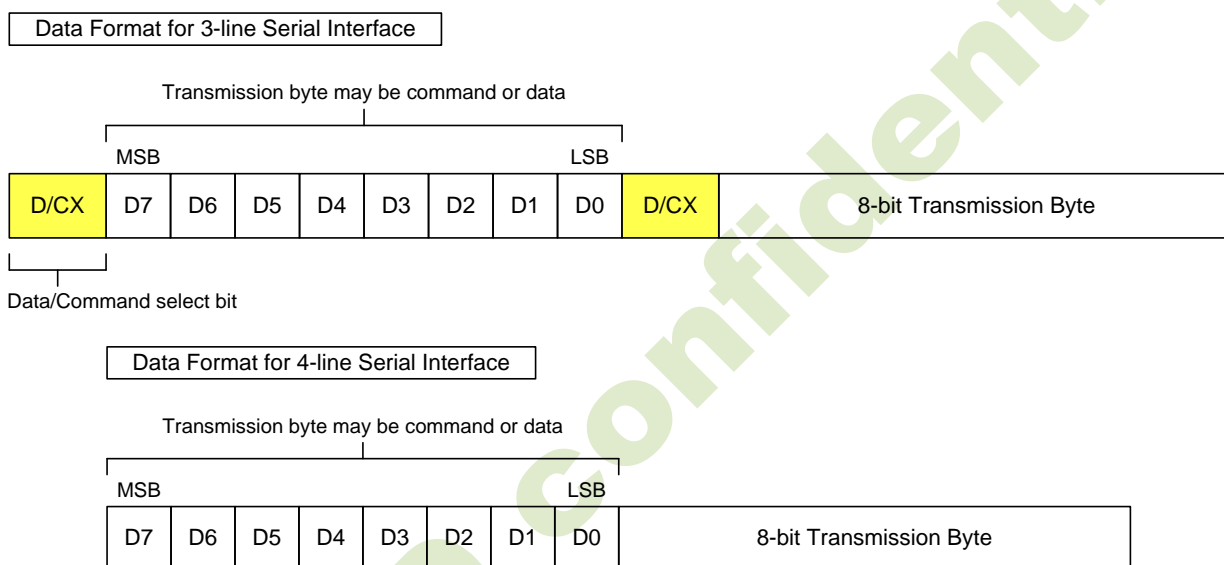 Data Format for 3-line Serial Interface
Transmission byte may be command or data
MSB LSB
D/CX D7 D6 D5 D4 D3 D2 D1 D0 D/CX 8-bit Transmission Byte
Data/Command select bit
Data Format for 4-line Serial Interface
Transmission byte may be command or data
MSB LSB
D7 D6 D5 D4 D3 D2 D1 D0 8-bit Transmission Byte
confident